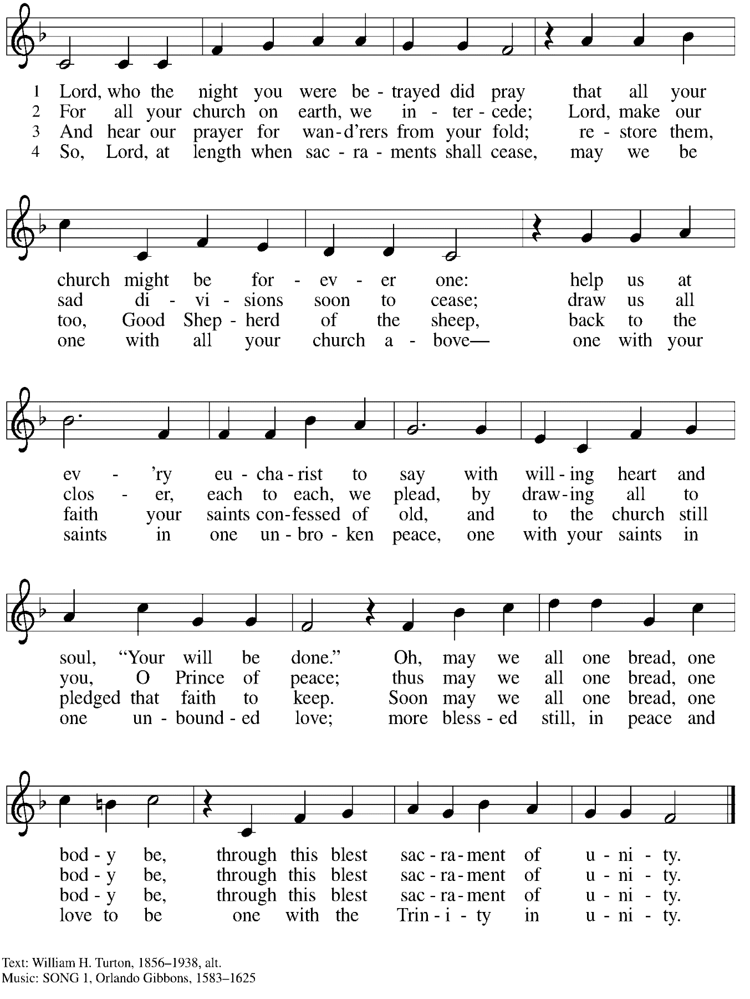 1 Lord, who the night you were be - trayed did pray that all your
2 For all your church on earth, we in - ter - cede; Lord, make our
3 And hear our prayer for wan - d’rers from your fold; re - store them,
4 So, Lord, at length when sac - ra - ments shall cease, may we be
church might be for - ev - er one: help us at
sad di - vi - sions soon to cease; draw us all
too, Good Shep - herd of the sheep, back to the
one with all your church a - bove— one with your
ev - ’ry eu - cha - rist to say with will - ing heart and
clos - er, each to each, we plead, by draw - ing all to
faith your saints con - fessed of old, and to the church still
saints in one un - bro - ken peace, one with your saints in
soul, “Your will be done.” Oh, may we all one bread, one
you, O Prince of peace; thus may we all one bread, one
pledged that faith to keep. Soon may we all one bread, one
one un - bound - ed love; more bless - ed still, in peace and
bod - y be, through this blest sac - ra - ment of u - ni - ty.
bod - y be, through this blest sac - ra - ment of u - ni - ty.
bod - y be, through this blest sac - ra - ment of u - ni - ty.
love to be one with the Trin - i - ty in u - ni - ty.
Text: William H. Turton, 1856–1938, alt.
Music: SONG 1, Orlando Gibbons, 1583–1625